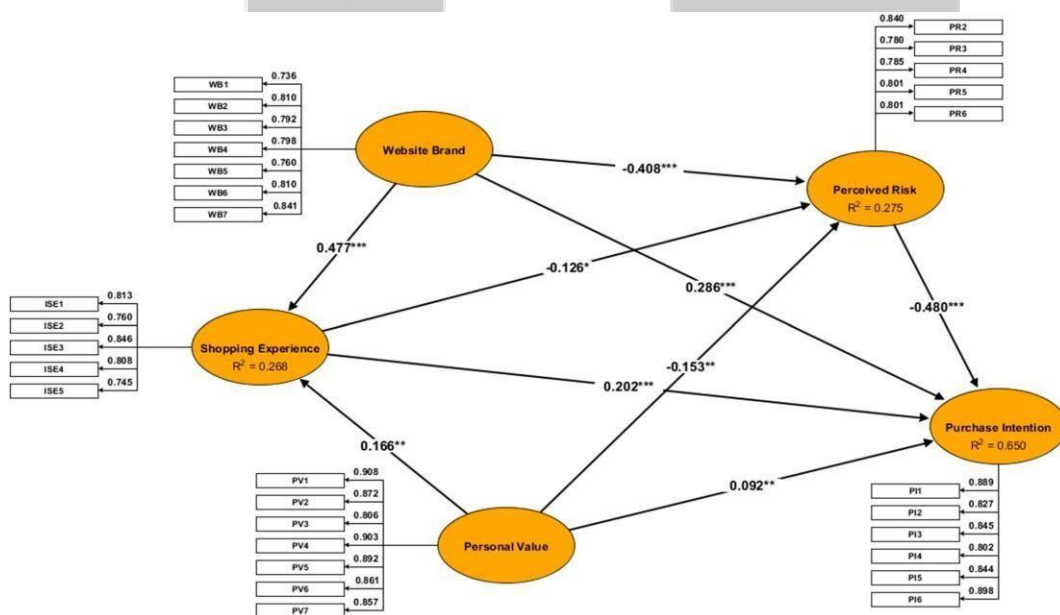 0.840
PR2
0.780
PR3
0.785
PR4
0.801
PR5
0.801
PR6
WB1
0.736
WB2
0.810
WB3
0.792
WB4
0.798
WB5
0.760
WB6
0.810
WB7
0.841
Website Brand
Perceived Risk
R² = 0.275
-0.408***
0.477***
-0.126*
0.286***
-0.480***
ISE1
0.813
ISE2
0.760
ISE3
0.846
ISE4
0.808
ISE5
0.745
Shopping Experience
R² = 0.268
-0.153**
0.202***
Purchase Intention
R² = 0.650
0.166**
0.092**
PV1
0.908
PV2
0.872
PV3
0.806
PV4
0.903
PV5
0.892
PV6
0.861
PV7
0.857
Personal Value
PI1
0.889
PI2
0.827
PI3
0.845
PI4
0.802
PI5
0.844
PI6
0.898